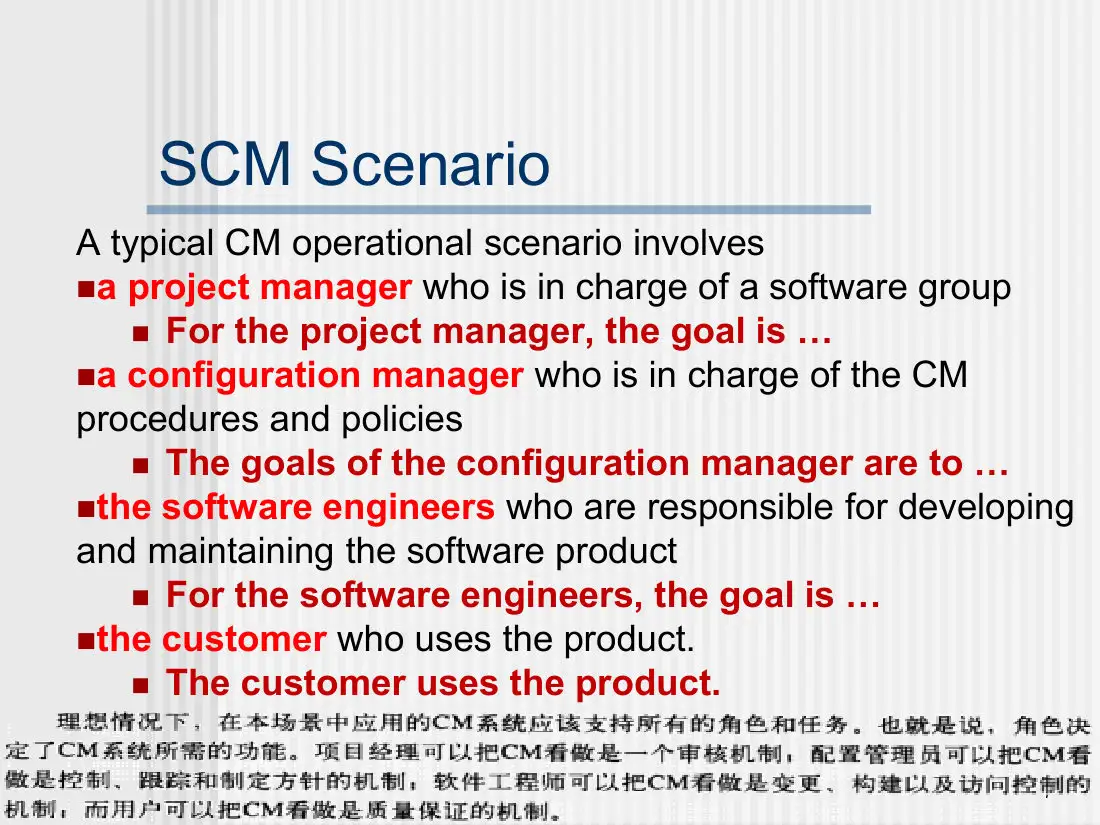 SCM Scenario
A typical CM operational scenario involves
■a project manager who is in charge of a software group
■ For the project manager, the goal is …
■a configuration manager who is in charge of the CM
procedures and policies
■ The goals of the configuration manager are to …
■the software engineers who are responsible for developing
and maintaining the software product
■ For the software engineers, the goal is …
■the customer who uses the product.
■ The customer uses the product.
理想情况下，在本场景中应用的CM系统应该支持所有的角色和任务。也就是说，角色决
定了CM系统所需的功能。项目经理可以把CM看做是一个审核机制；配置管理员可以把CM看
做是控制、跟踪和制定方针的机制；软件工程师可以把CM看做是变更、构建以及访问控制的
机制；而用户可以把CM看做是质量保证的机制。